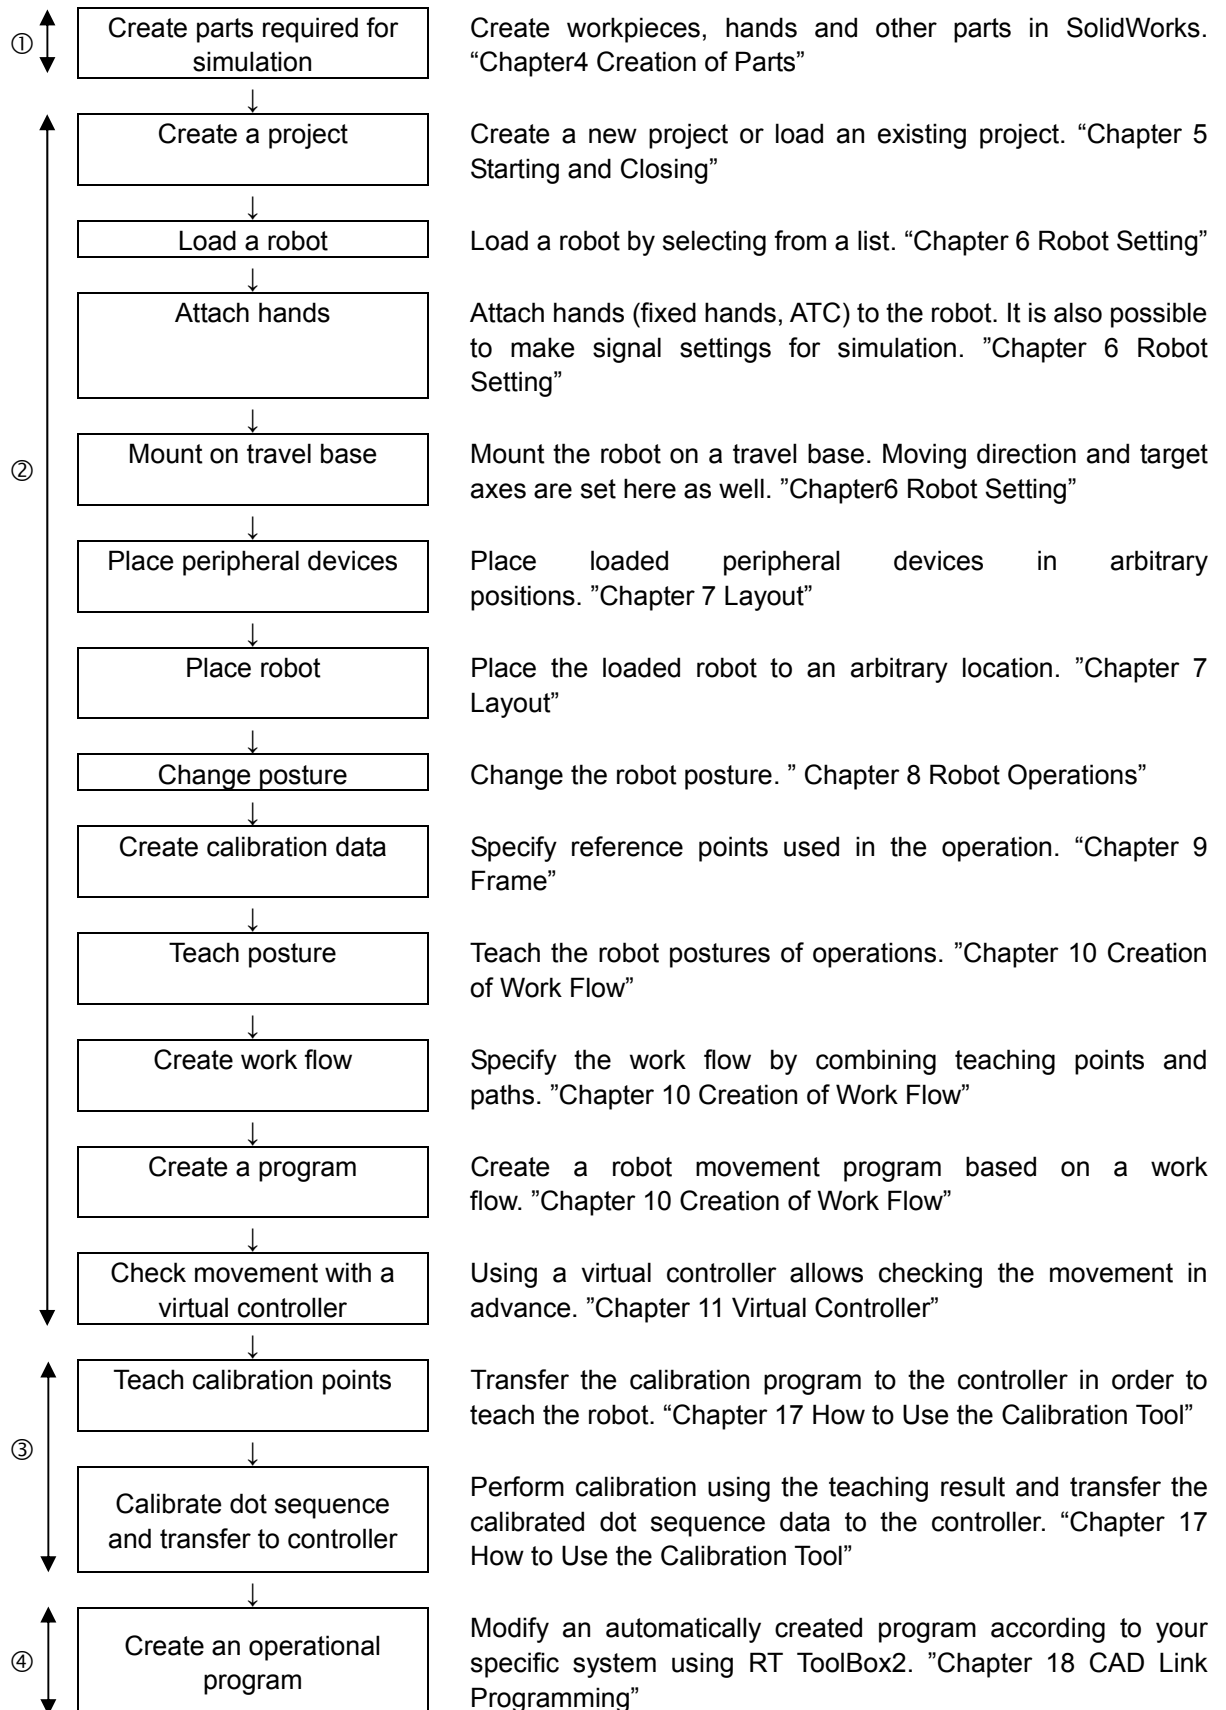 ①
Create parts required for
simulation
Create workpieces, hands and other parts in SolidWorks.
“Chapter4 Creation of Parts”
↓
②
Create a project
Create a new project or load an existing project. “Chapter 5
Starting and Closing”
↓
Load a robot
Load a robot by selecting from a list. “Chapter 6 Robot Setting”
↓
Attach hands
Attach hands (fixed hands, ATC) to the robot. It is also possible
to make signal settings for simulation. ”Chapter 6 Robot
Setting”
↓
Mount on travel base
Mount the robot on a travel base. Moving direction and target
axes are set here as well. ”Chapter6 Robot Setting”
↓
Place peripheral devices
Place loaded peripheral devices in arbitrary
positions. ”Chapter 7 Layout”
↓
Place robot
Place the loaded robot to an arbitrary location. ”Chapter 7
Layout”
↓
Change posture
Change the robot posture. ” Chapter 8 Robot Operations”
↓
Create calibration data
Specify reference points used in the operation. “Chapter 9
Frame”
↓
Teach posture
Teach the robot postures of operations. ”Chapter 10 Creation
of Work Flow”
↓
Create work flow
Specify the work flow by combining teaching points and
paths. ”Chapter 10 Creation of Work Flow”
↓
Create a program
Create a robot movement program based on a work
flow. ”Chapter 10 Creation of Work Flow”
↓
Check movement with a
virtual controller
Using a virtual controller allows checking the movement in
advance. ”Chapter 11 Virtual Controller”
↓
③
Teach calibration points
Transfer the calibration program to the controller in order to
teach the robot. “Chapter 17 How to Use the Calibration Tool”
↓
Calibrate dot sequence
and transfer to controller
Perform calibration using the teaching result and transfer the
calibrated dot sequence data to the controller. “Chapter 17
How to Use the Calibration Tool”
↓
④
Create an operational
program
Modify an automatically created program according to your
specific system using RT ToolBox2. ”Chapter 18 CAD Link
Programming”